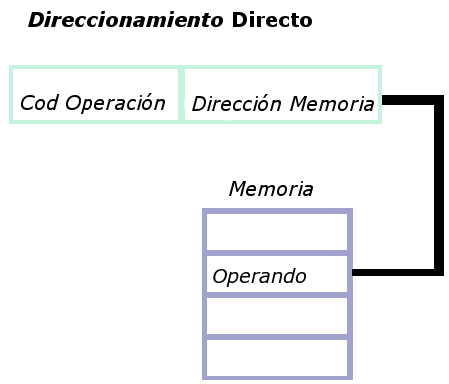 Direccionamiento Directo
Cod Operación Dirección Memoria
Memoria
Operando